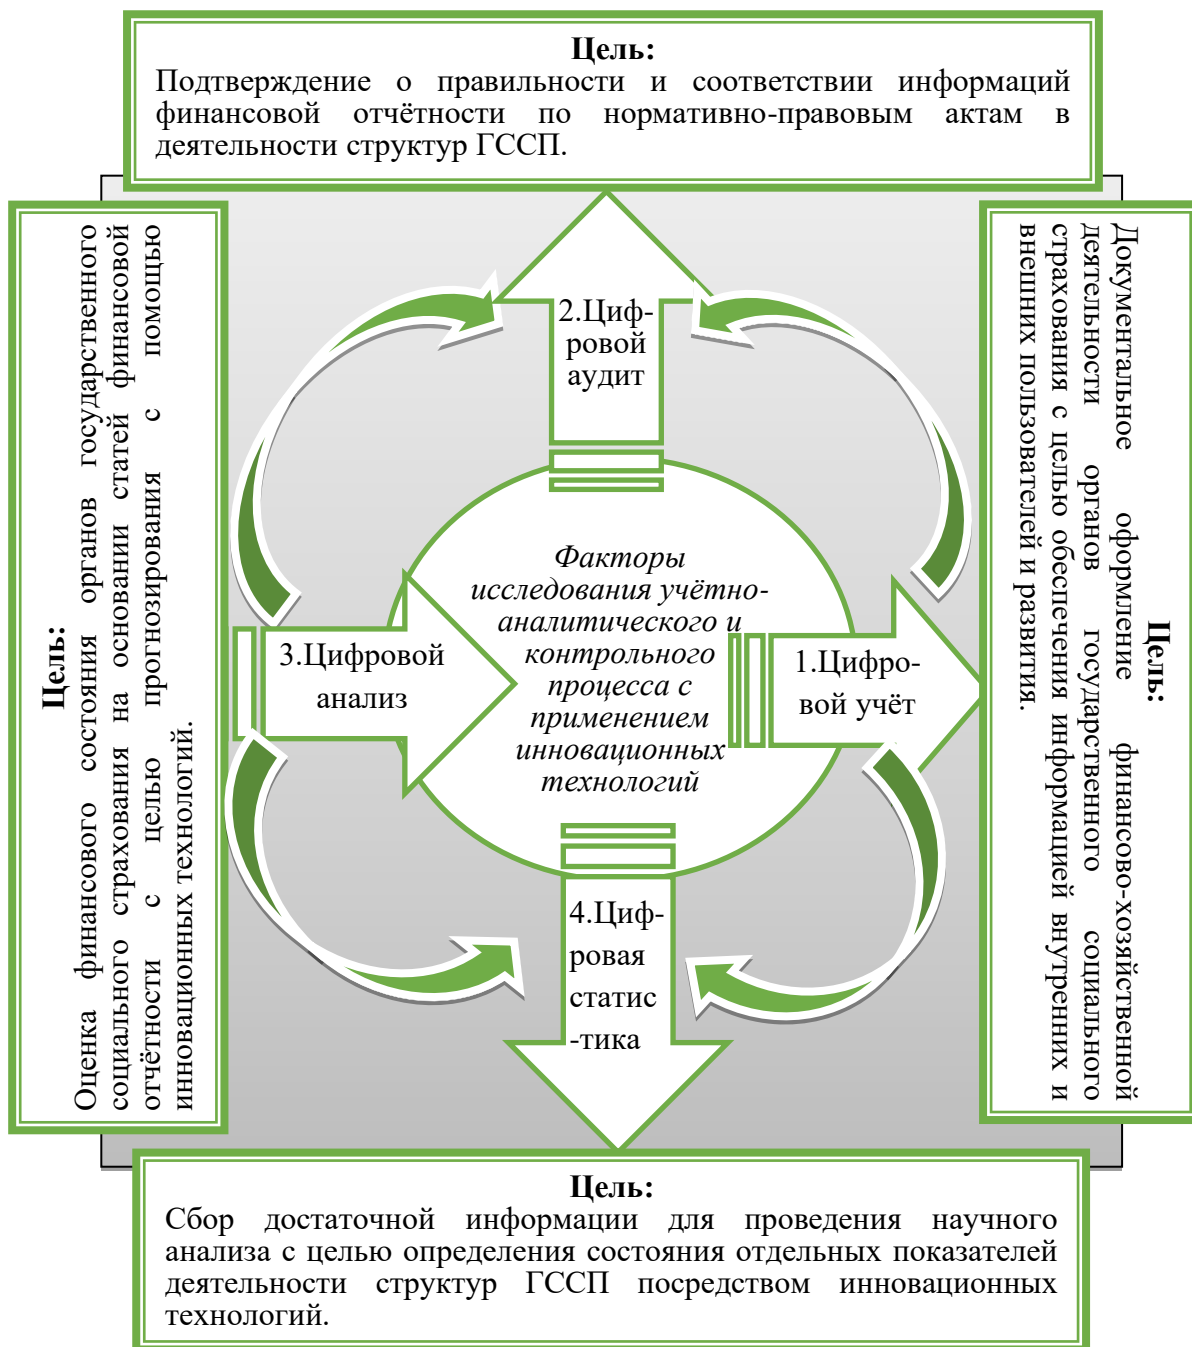 Цель:
Подтверждение о правильности и соответствии информаций
финансовой отчётности по нормативно-правовым актам в
деятельности структур ГССП.
Цель:
Оценка финансового состояния органов государственного
социального страхования на основании статей финансовой
отчётности с целью прогнозирования с помощью
инновационных технологий.
2.Циф-
ровой
аудит
Факторы
исследования учётно-
аналитического и
контрольного
процесса с
применением
инновационных
технологий
3.Цифровой
анализ
1.Цифро-
вой учёт
4.Циф-
ровая
статис
-тика
Цель:
Документальное оформление финансово-хозяйственной
деятельности органов государственного социального
страхования с целью обеспечения информацией внутренних и
внешних пользователей и развития.
Цель:
Сбор достаточной информации для проведения научного
анализа с целью определения состояния отдельных показателей
деятельности структур ГССП посредством инновационных
технологий.